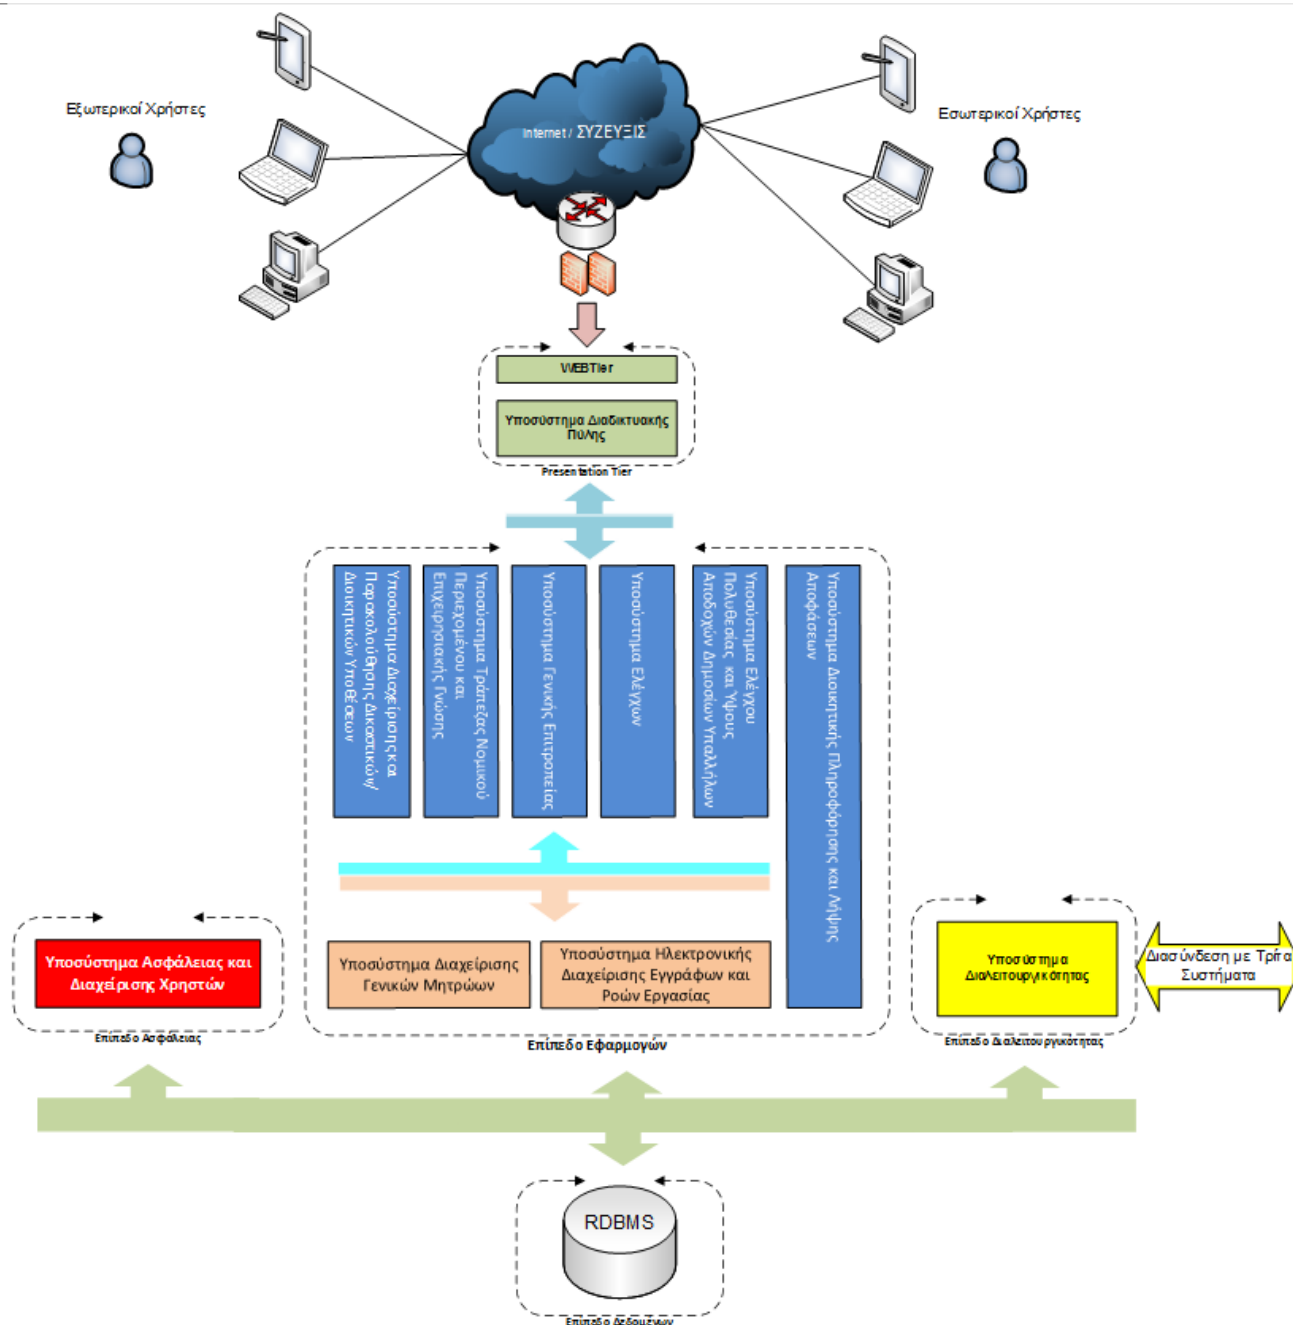 Εξωτερικοί Χρήστες
Internet / ΣΥΖΕΥΞΙΣ
Εσωτερικοί Χρήστες
WEBTier
Υποσύστημα Διαδικτυακής
Πύλης
Presentation Tier
Υποσύστημα Διαχείρισης και
Παρακολούθησης Δικαστικών/
Διοικητικών Υποθέσεων
Υποσύστημα Τράπεζας Νομικού
Περιεχομένου και
Επιχειρησιακής Γνώσης
Υποσύστημα Γενικής Επιτροπείας
Υποσύστημα Ελέγχων
Υποσύστημα Ελέγχου
Πολυθεσίας και Ύψους
Αποδοχών Δημοσίων Υπαλλήλων
Υποσύστημα Διοικητικής Πληροφόρησης και Λήψης
Αποφάσεων
Υποσύστημα Ασφάλειας και
Διαχείρισης Χρηστών
Επίπεδο Ασφάλειας
Υποσύστημα Διαχείρισης
Γενικών Μητρώων
Υποσύστημα Ηλεκτρονικής
Διαχείρισης Εγγράφων και
Ροών Εργασίας
Επίπεδο Εφαρμογών
Υποσύστημα
Διαλειτουργικότητας
Επίπεδο Διαλειτουργικότητας
Διασύνδεση με Τρίτα
Συστήματα
RDBMS
Επίπεδο Δεδομένων